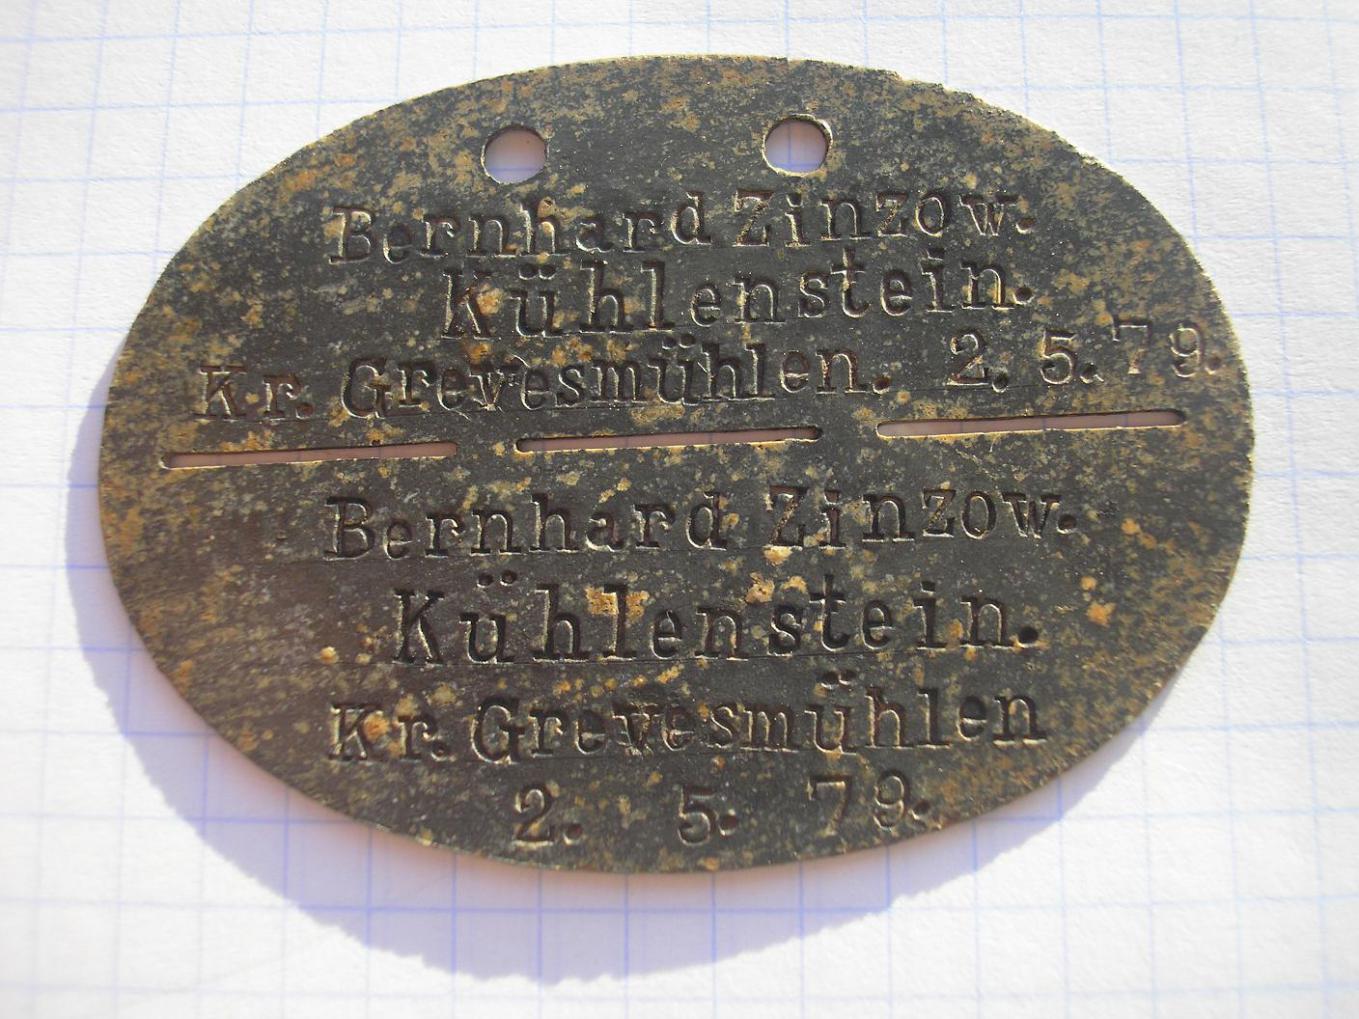 Bernhard Zinzow.
Kühlenstein.
Kr. Grevesmühlen. 2. 5. 79.
Bernhard Zinzow.
Kühlenstein.
Kr. Grevesmühlen
2. 5. 79.